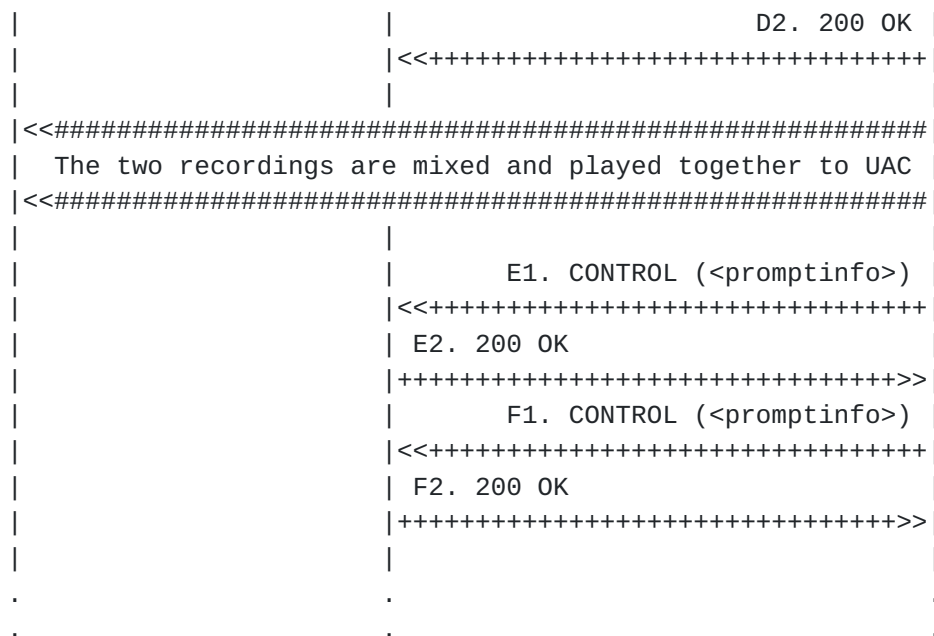 |                       |                       D2. 200 OK |
|                       |<<++++++++++++++++++++++++++++++++|
|                       |                                  |
|<<########################################################|
|  The two recordings are mixed and played together to UAC |
|<<########################################################|
|                       |                                  |
|                       |       E1. CONTROL (<promptinfo>) |
|                       |<<++++++++++++++++++++++++++++++++|
|                       | E2. 200 OK                       |
|                       |++++++++++++++++++++++++++++++++>>|
|                       |       F1. CONTROL (<promptinfo>) |
|                       |<<++++++++++++++++++++++++++++++++|
|                       | F2. 200 OK                       |
|                       |++++++++++++++++++++++++++++++++>>|
|                       |                                  |
.                       .                                  .
.                       .                                  .